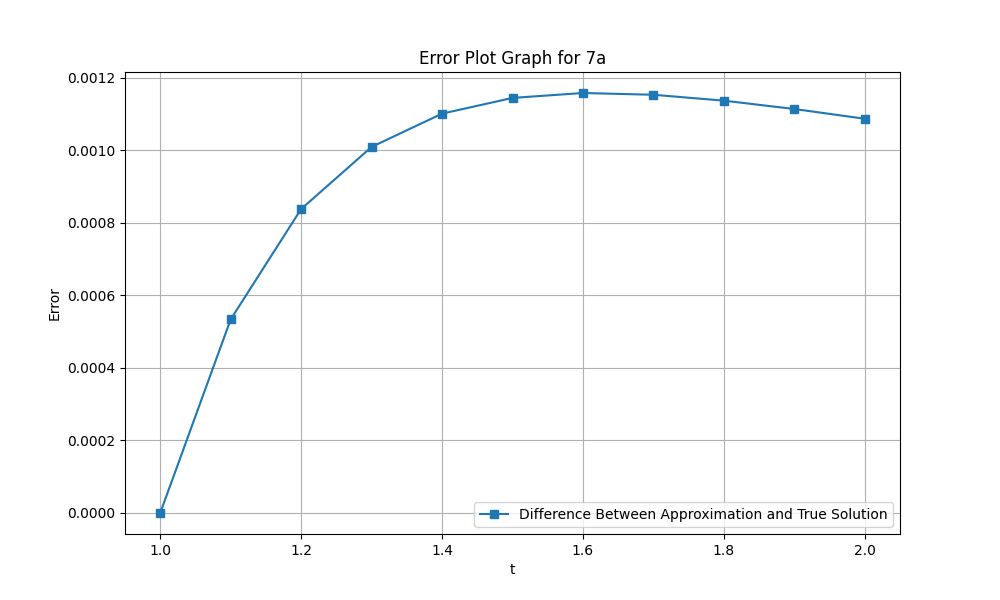 Error Plot Graph for 7a
0.0012
0.0010
0.0008
0.0006
0.0004
0.0002
0.0000
Error
Difference Between Approximation and True Solution
1.0 1.2 1.4 1.6 1.8 2.0
t